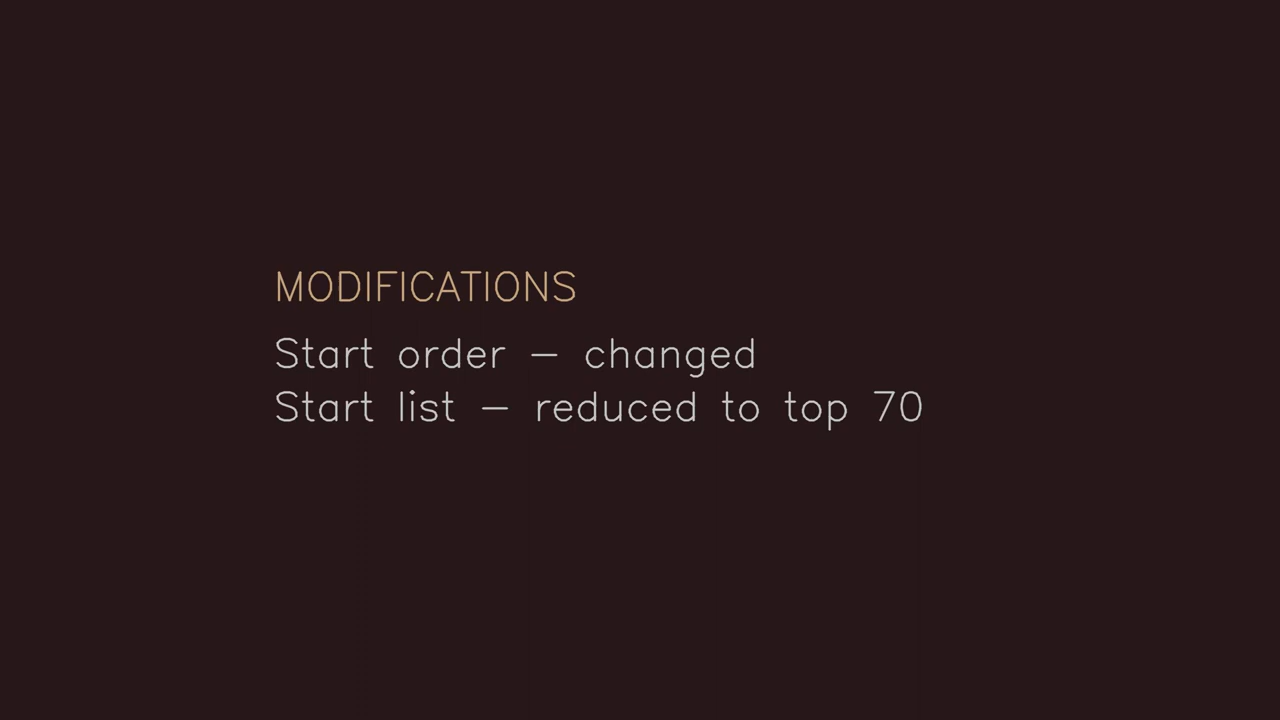 MODIFICATIONS
Start order – changed
Start list – reduced to top 70